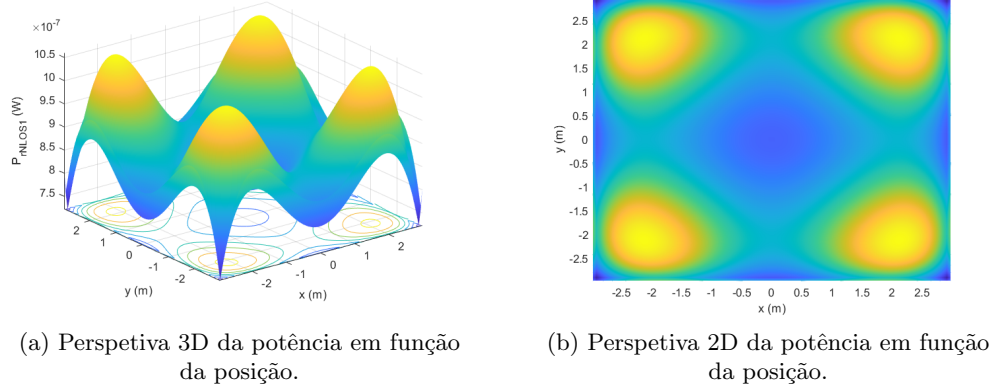 ×10⁻⁷
10.5
10
9.5
9
8.5
8
7.5
PrNLOS1 (W)
2
1
0
-1
-2
y (m)
-2
-1
0
1
2
x (m)
(a) Perspetiva 3D da potência em função
da posição.
2.5
2
1.5
1
0.5
0
-0.5
-1
-1.5
-2
-2.5
y (m)
-2.5 -2 -1.5 -1 -0.5 0 0.5 1 1.5 2 2.5
x (m)
(b) Perspetiva 2D da potência em função
da posição.